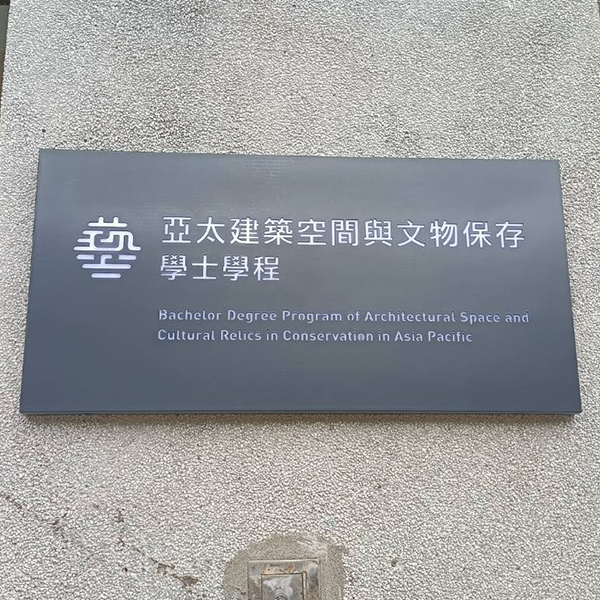 藝
亞太建築空間與文物保存
學士學程
Bachelor Degree Program of Architectural Space and
Cultural Relics in Conservation in Asia Pacific